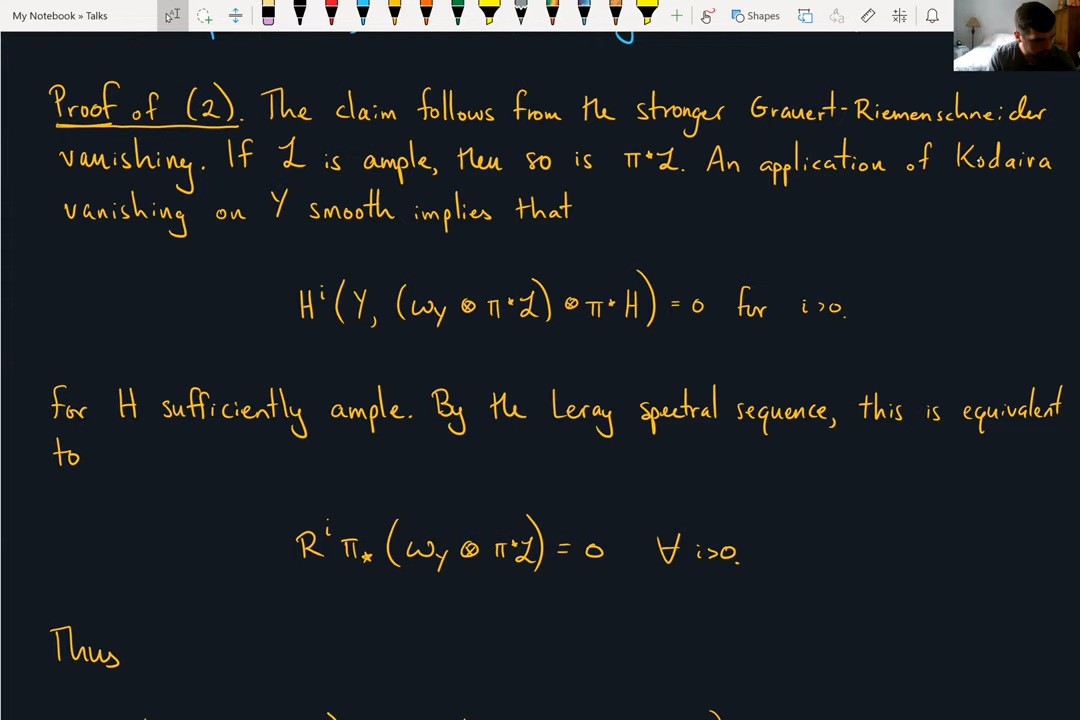 My Notebook » Talks
Shapes
Proof of (2). The claim follows from the stronger Grauert-Riemenschneider
vanishing. If L is ample, then so is π*L. An application of Kodaira
vanishing on Y smooth implies that
Hⁱ(Y, (ω_Y ⊗ π*L) ⊗ π*H) = 0 for i>0.
for H sufficiently ample. By the Leray spectral sequence, this is equivalent
to
Rⁱπ_*(ω_Y ⊗ π*L) = 0 ∀ i>0.
Thus